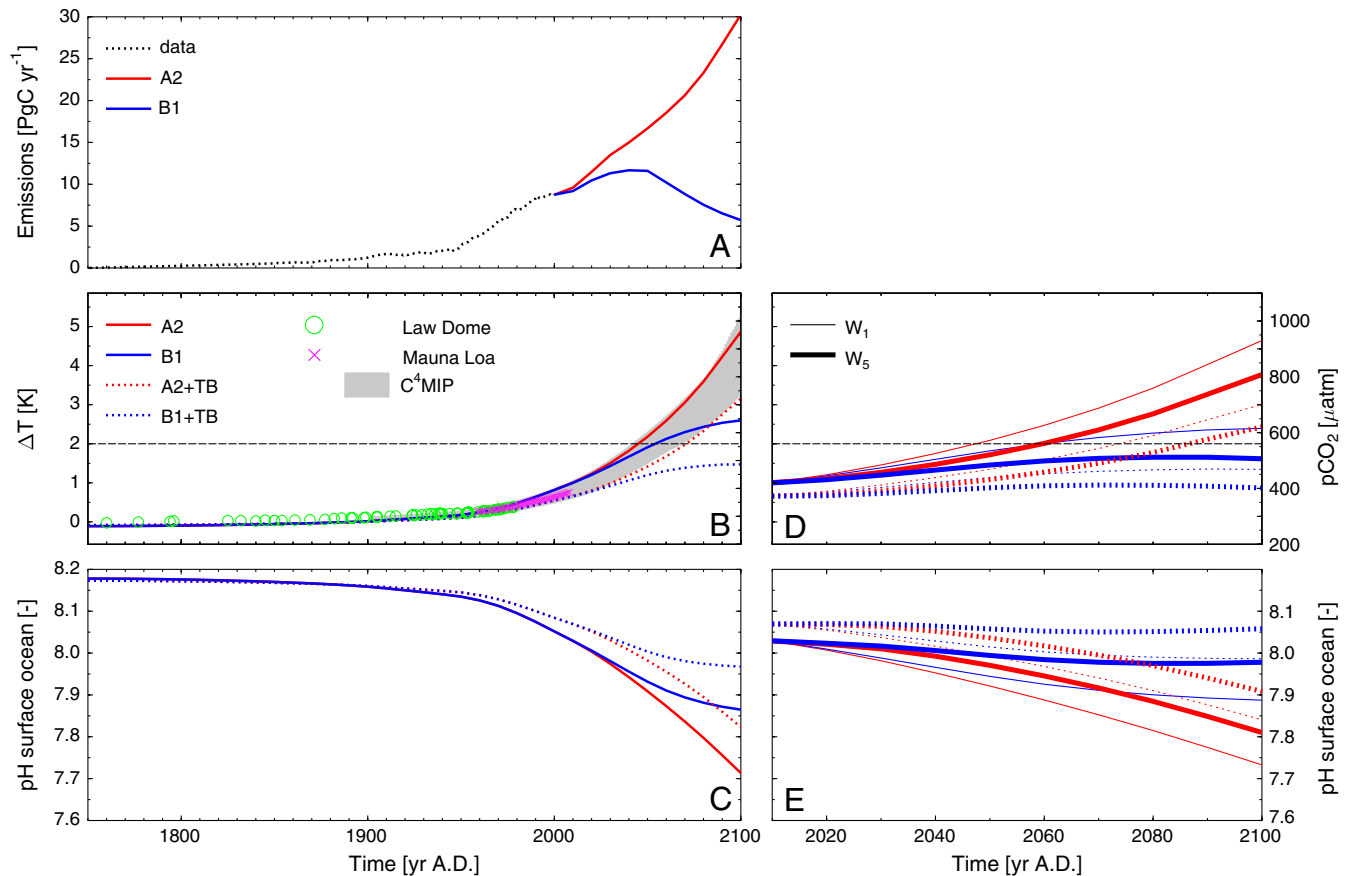 Emissions [PgC yr⁻¹]
30
25
20
15
10
5
0
data
A2
B1
A
ΔT [K]
5
4
3
2
1
0
A2
B1
A2+TB
B1+TB
Law Dome
Mauna Loa
C⁴MIP
B
W₁
W₅
D
1000
800
600
400
200
pCO₂ [μatm]
pH surface ocean [-]
8.2
8.1
8.0
7.9
7.8
7.7
7.6
C
1800
1900
2000
2100
Time [yr A.D.]
E
8.1
8.0
7.9
7.8
7.7
7.6
pH surface ocean [-]
2020
2040
2060
2080
2100
Time [yr A.D.]